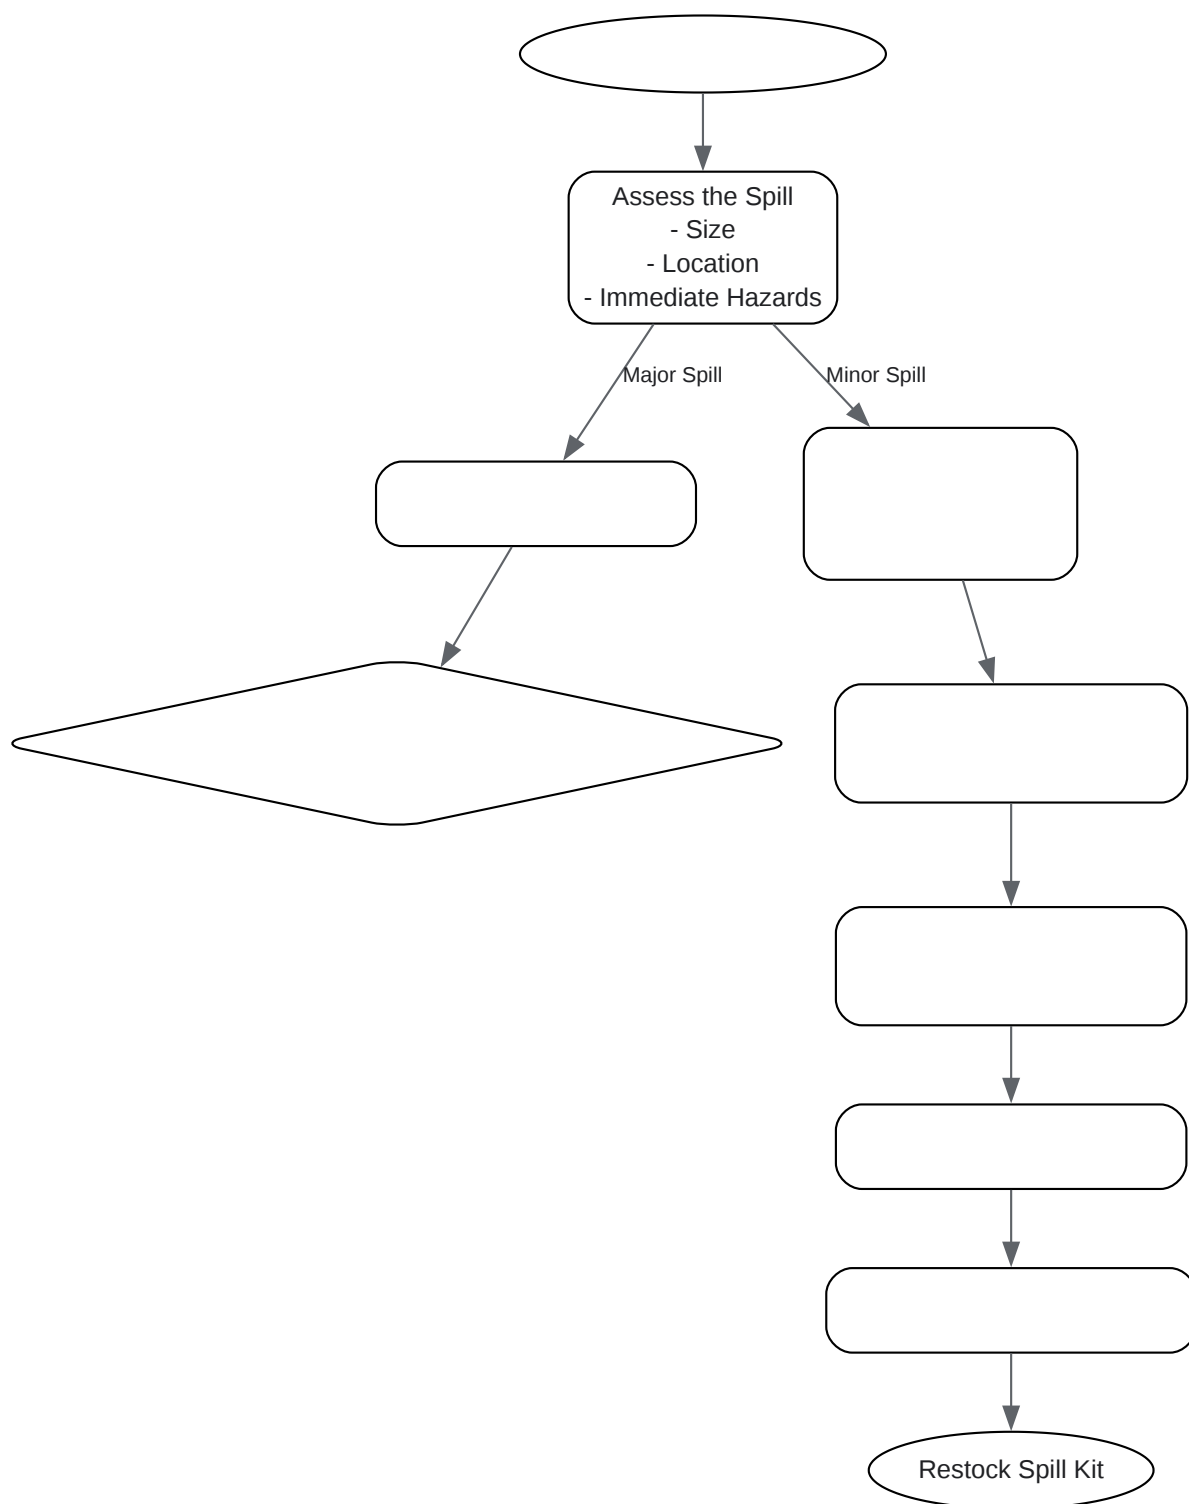 Assess the Spill
- Size
- Location
- Immediate Hazards
Major Spill
Minor Spill
Restock Spill Kit